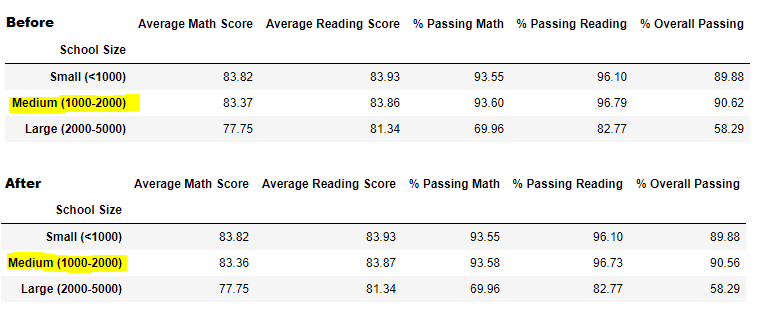 Before Average Math Score Average Reading Score % Passing Math % Passing Reading % Overall Passing
School Size
Small (<1000) 83.82 83.93 93.55 96.10 89.88
Medium (1000-2000) 83.37 83.86 93.60 96.79 90.62
Large (2000-5000) 77.75 81.34 69.96 82.77 58.29
After Average Math Score Average Reading Score % Passing Math % Passing Reading % Overall Passing
School Size
Small (<1000) 83.82 83.93 93.55 96.10 89.88
Medium (1000-2000) 83.36 83.87 93.58 96.73 90.56
Large (2000-5000) 77.75 81.34 69.96 82.77 58.29